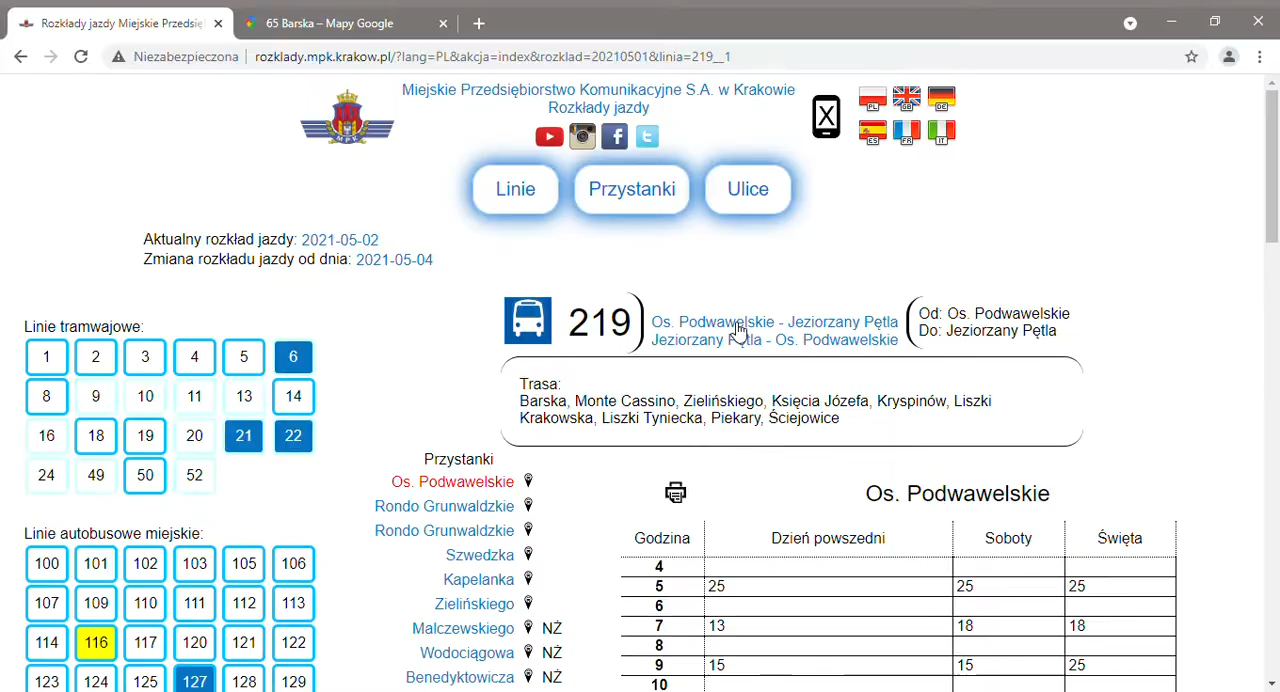 Rozkłady jazdy Miejskie Przedsię
65 Barska – Mapy Google
Niezabezpieczona
rozklady.mpk.krakow.pl/?lang=PL&akcja=index&rozklad=20210501&linia=219__1
Miejskie Przedsiębiorstwo Komunikacyjne S.A. w Krakowie
Rozkłady jazdy
MPK
X
PL GB DE
ES FR IT
Linie Przystanki Ulice
Aktualny rozkład jazdy: 2021-05-02
Zmiana rozkładu jazdy od dnia: 2021-05-04
219
Os. Podwawelskie - Jeziorzany Pętla
Jeziorzany Pętla - Os. Podwawelskie
Od: Os. Podwawelskie
Do: Jeziorzany Pętla
Trasa:
Barska, Monte Cassino, Zielińskiego, Księcia Józefa, Kryspinów, Liszki
Krakowska, Liszki Tyniecka, Piekary, Ściejowice
Linie tramwajowe:
1 2 3 4 5 6
8 9 10 11 13 14
16 18 19 20 21 22
24 49 50 52
Linie autobusowe miejskie:
100 101 102 103 105 106
107 109 110 111 112 113
114 116 117 120 121 122
123 124 125 127 128 129
Przystanki
Os. Podwawelskie
Rondo Grunwaldzkie
Rondo Grunwaldzkie
Szwedzka
Kapelanka
Zielińskiego
Malczewskiego NŻ
Wodociągowa NŻ
Benedyktowicza NŻ
Os. Podwawelskie
Godzina Dzień powszedni Soboty Święta
4
5 25 25 25
6
7 13 18 18
8
9 15 15 25
10